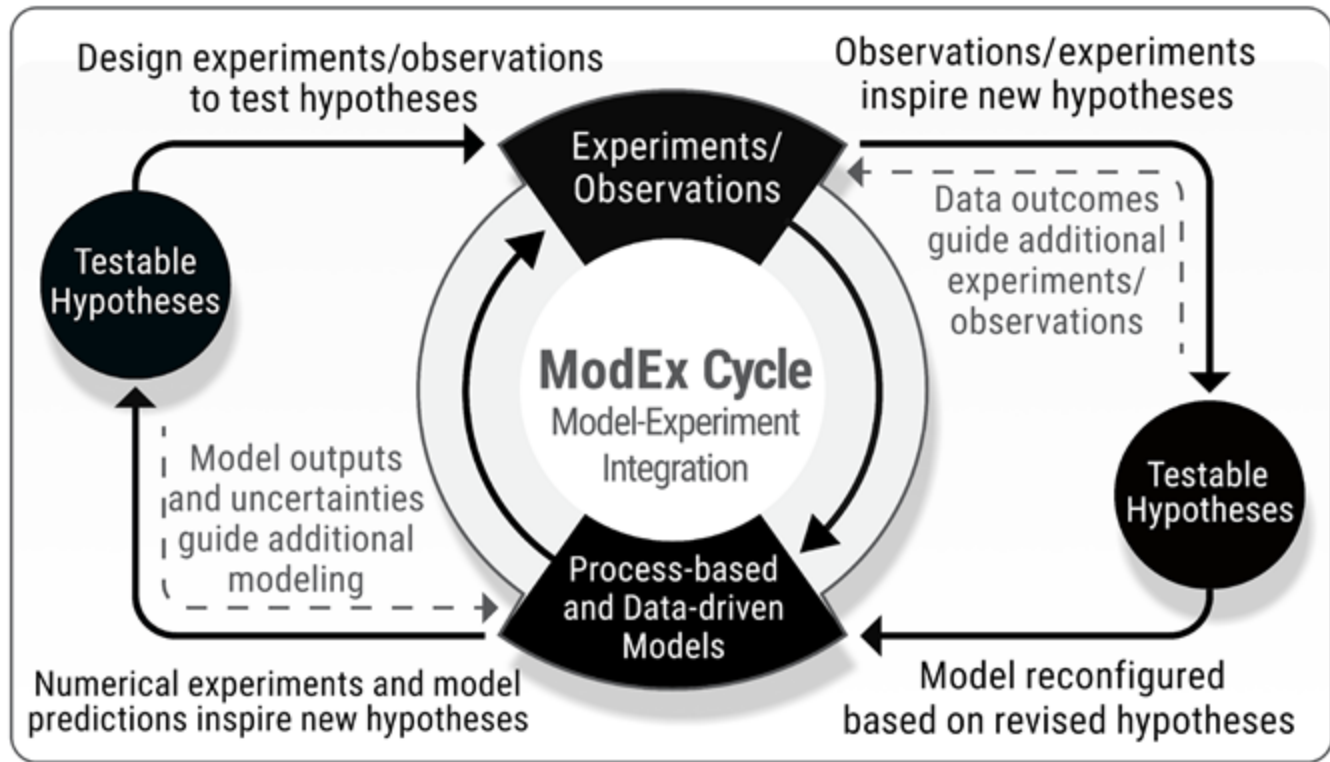 Design experiments/observations
to test hypotheses
Observations/experiments
inspire new hypotheses
Experiments/
Observations
Data outcomes
guide additional
experiments/
observations
Testable
Hypotheses
ModEx Cycle
Model-Experiment
Integration
Model outputs
and uncertainties
guide additional
modeling
Testable
Hypotheses
Process-based
and Data-driven
Models
Numerical experiments and model
predictions inspire new hypotheses
Model reconfigured
based on revised hypotheses